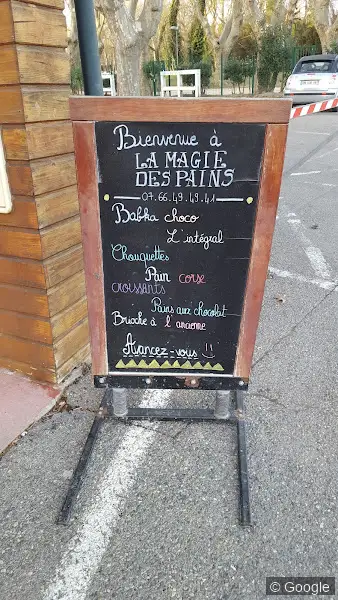 Bienvenue à
LA MAGIE
DES PAINS
07.66.49.49.41
Babka choco
L'intégral
Chouquettes
Pain corse
croissants
Pains aux chocolat
Brioche à l'ancienne
Avancez-vous :)
© Google